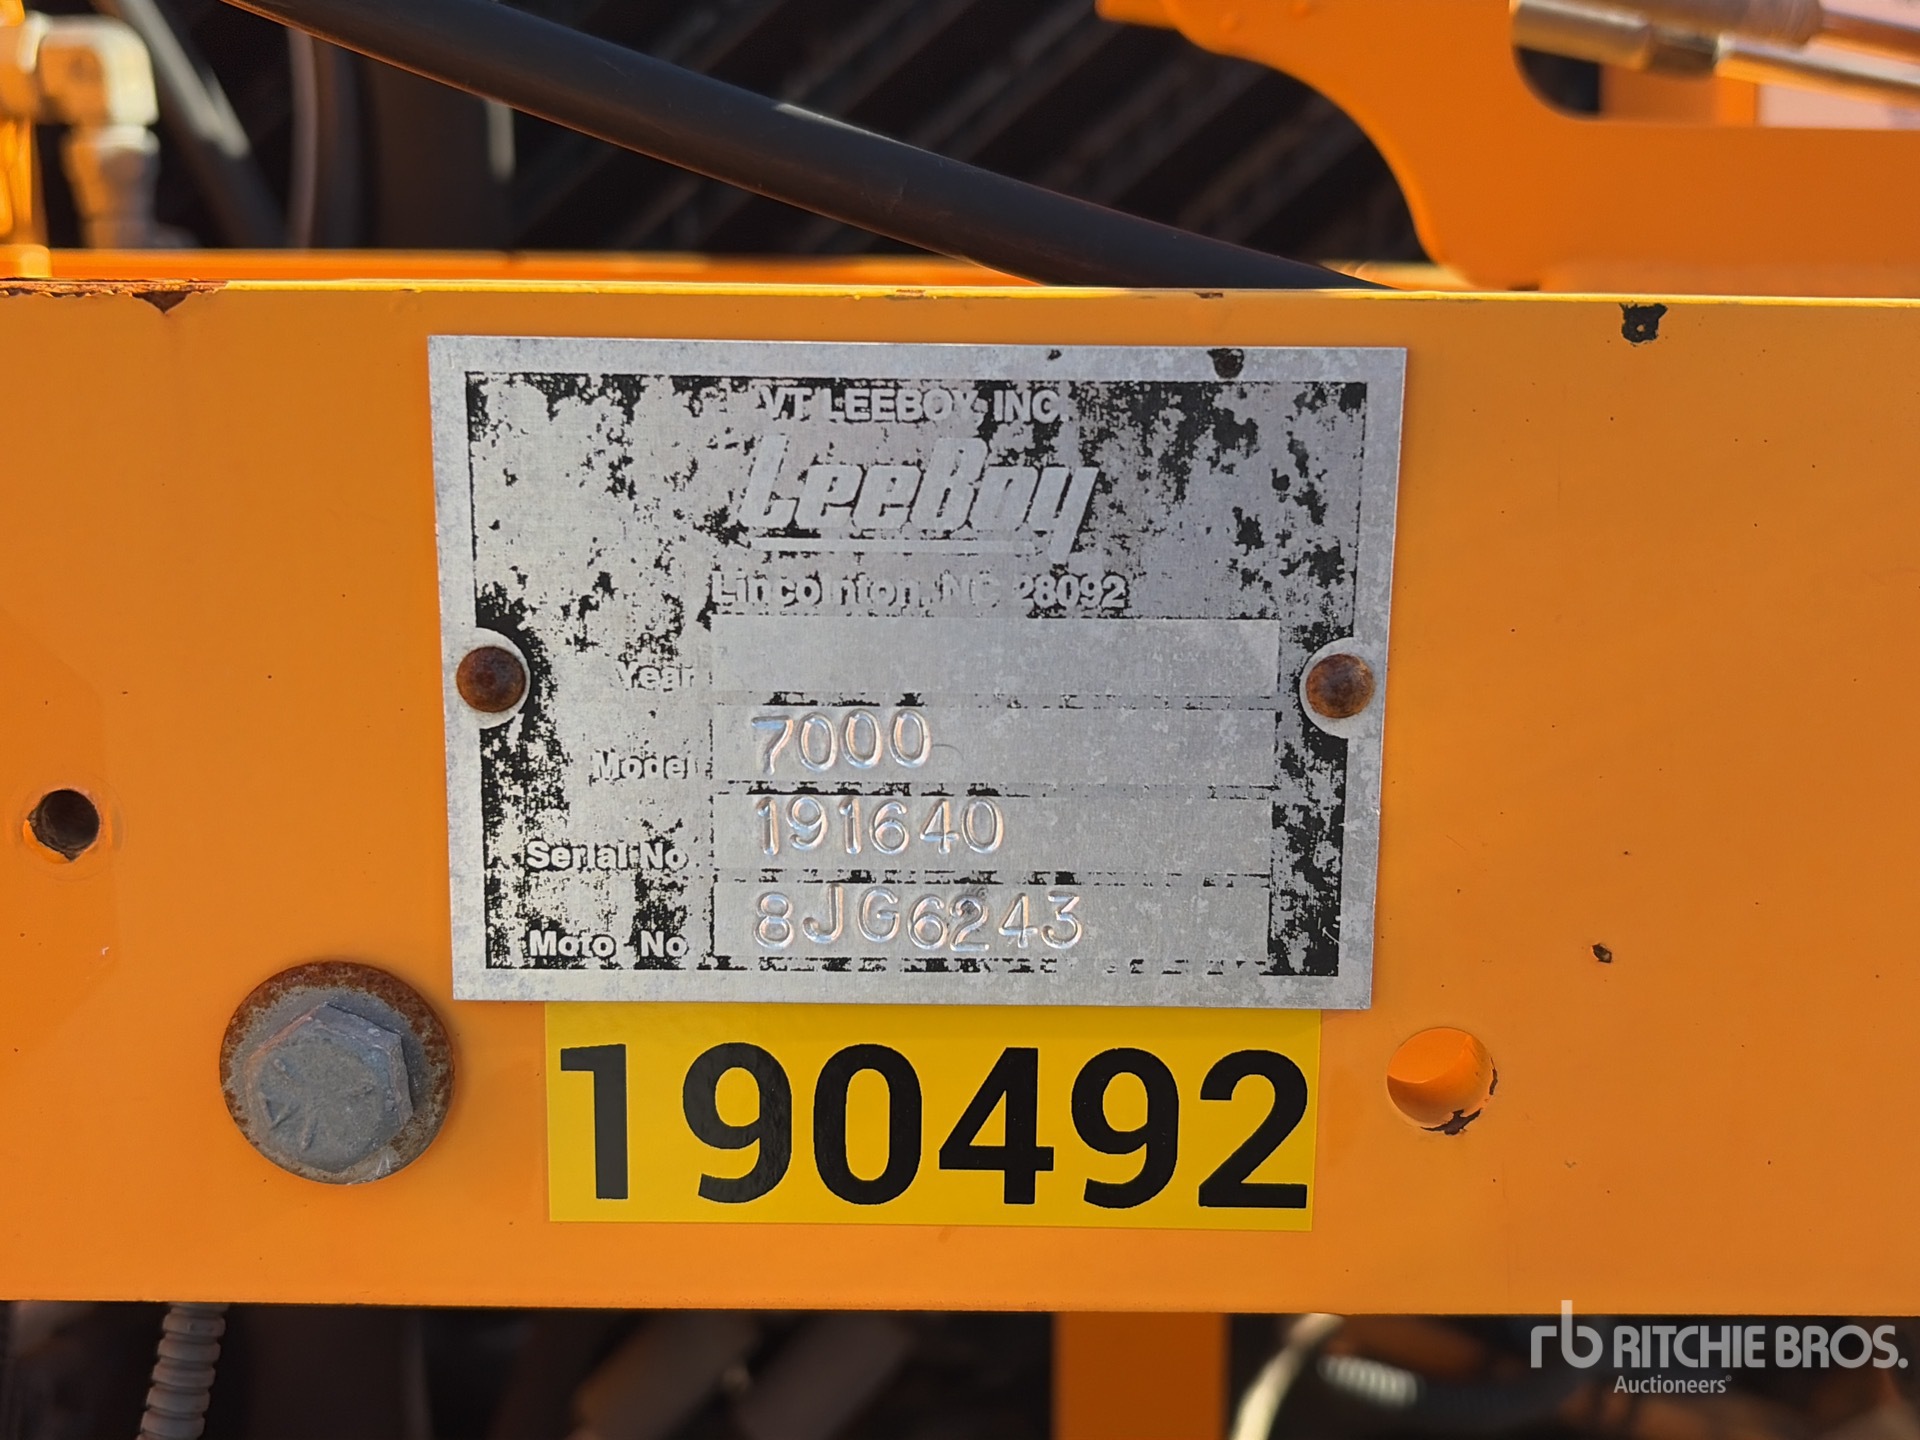 VT LEEBOY, INC.
LeeBoy
Lincolnton, NC 28092
Year
Model 7000
Serial No 191640
Moto No 8JG6243
190492
rb RITCHIE BROS.
Auctioneers